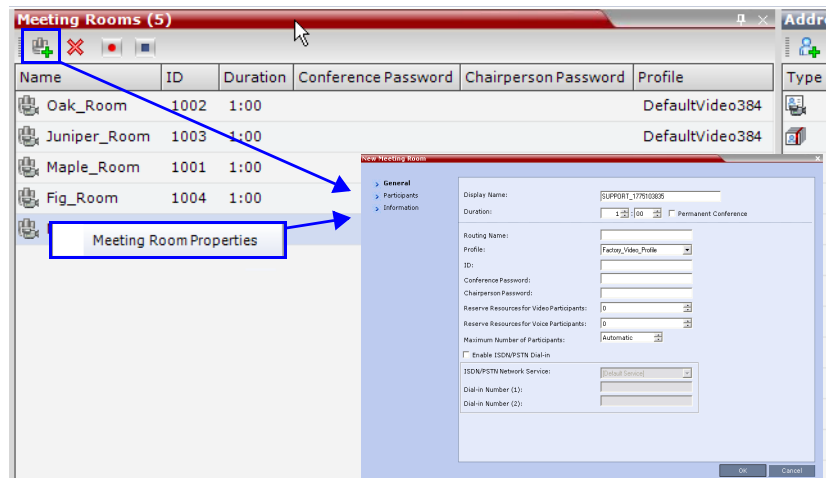 Meeting Rooms (5)
Addr
Name ID Duration Conference Password Chairperson Password Profile
Type
Oak_Room 1002 1:00 DefaultVideo384
Juniper_Room 1003 1:00 DefaultVideo384
Maple_Room 1001 1:00
Fig_Room 1004 1:00
Meeting Room Properties
New Meeting Room
General
Participants
Information
Display Name: SUPPORT_1775103835
Duration: 1 : 00 Permanent Conference
Routing Name:
Profile: Factory_Video_Profile
ID:
Conference Password:
Chairperson Password:
Reserve Resources for Video Participants: 0
Reserve Resources for Voice Participants: 0
Maximum Number of Participants: Automatic
Enable ISDN/PSTN Dial-in
ISDN/PSTN Network Service: [Default Service]
Dial-in Number (1):
Dial-in Number (2):
OK Cancel